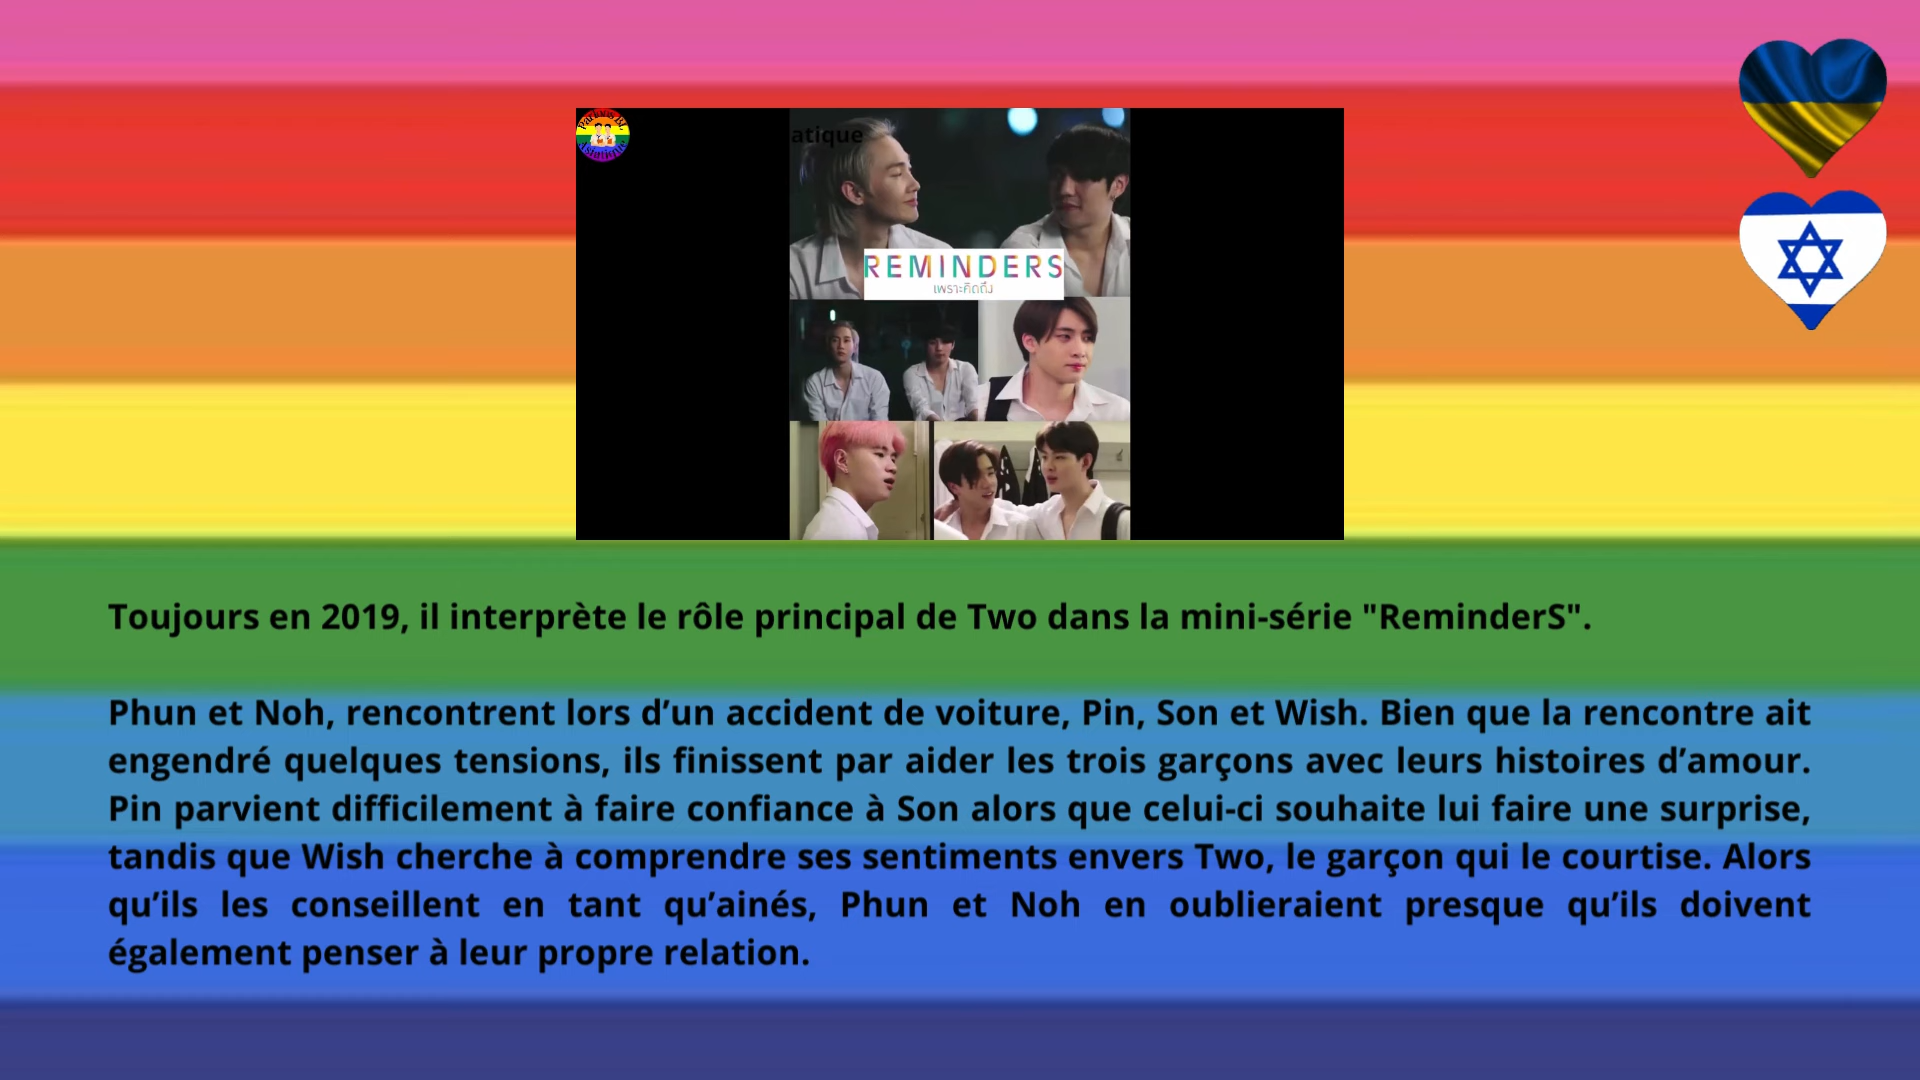 Parlons BL
Asiatique
atique
REMINDERS
เพราะคิดถึง
Toujours en 2019, il interprète le rôle principal de Two dans la mini-série "ReminderS".
Phun et Noh, rencontrent lors d’un accident de voiture, Pin, Son et Wish. Bien que la rencontre ait
engendré quelques tensions, ils finissent par aider les trois garçons avec leurs histoires d’amour.
Pin parvient difficilement à faire confiance à Son alors que celui-ci souhaite lui faire une surprise,
tandis que Wish cherche à comprendre ses sentiments envers Two, le garçon qui le courtise. Alors
qu’ils les conseillent en tant qu’ainés, Phun et Noh en oublieraient presque qu’ils doivent
également penser à leur propre relation.